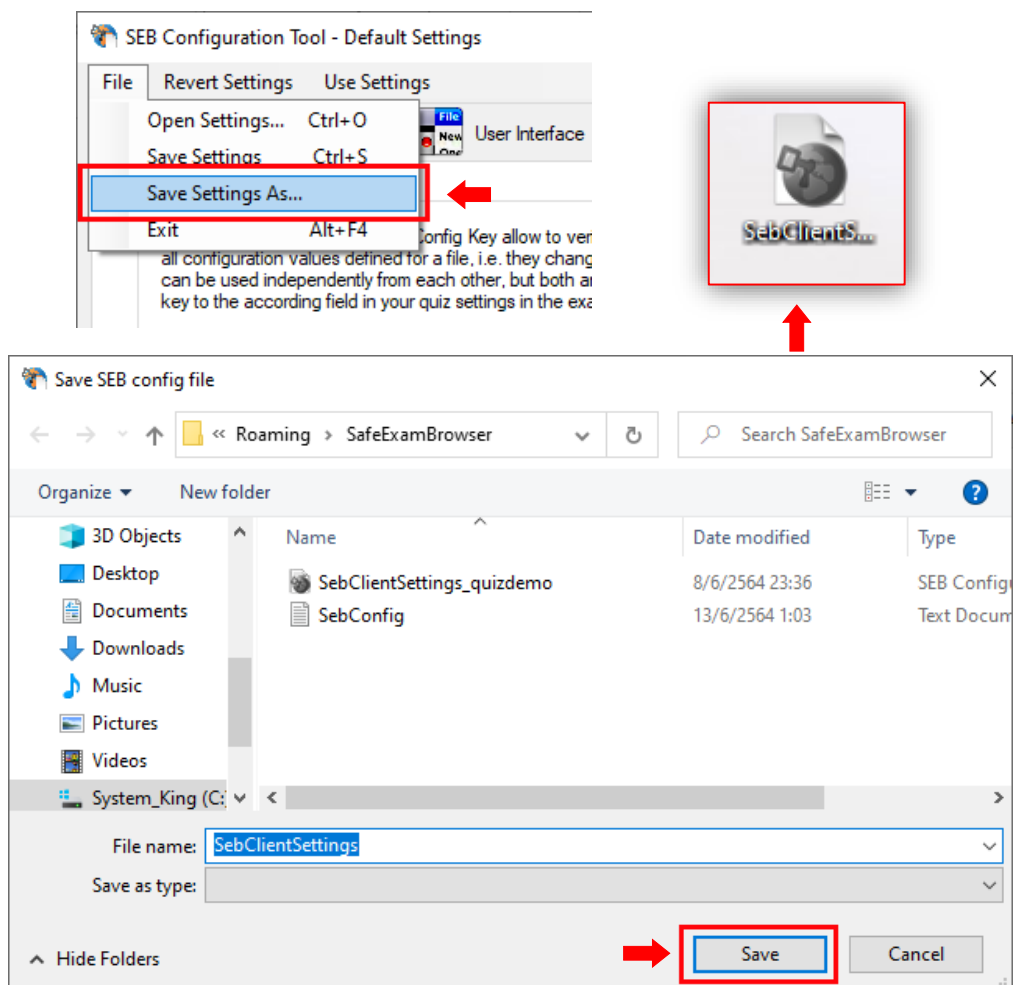 SEB Configuration Tool - Default Settings
File Revert Settings Use Settings
Open Settings... Ctrl+O
File
New
One
User Interface
Save Settings Ctrl+S
Save Settings As...
Exit Alt+F4
Config Key allow to ver
all configuration values defined for a file, i.e. they chang
can be used independently from each other, but both a
key to the according field in your quiz settings in the exa
SebClientS...
Save SEB config file
« Roaming › SafeExamBrowser
Search SafeExamBrowser
Organize New folder
?
3D Objects
Desktop
Documents
Downloads
Music
Pictures
Videos
System_King (C:)
Name Date modified Type
SebClientSettings_quizdemo 8/6/2564 23:36 SEB Config
SebConfig 13/6/2564 1:03 Text Docum
File name: SebClientSettings
Save as type:
Hide Folders
Save
Cancel